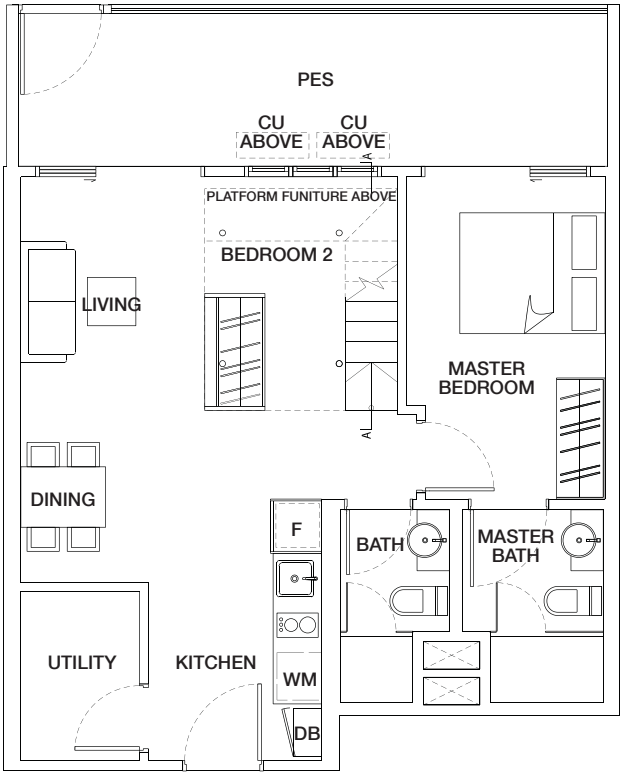 PES
CU
ABOVE
CU
ABOVE
A
PLATFORM FUNITURE ABOVE
BEDROOM 2
LIVING
MASTER
BEDROOM
A
DINING
F
BATH
MASTER
BATH
UTILITY
KITCHEN
WM
DB